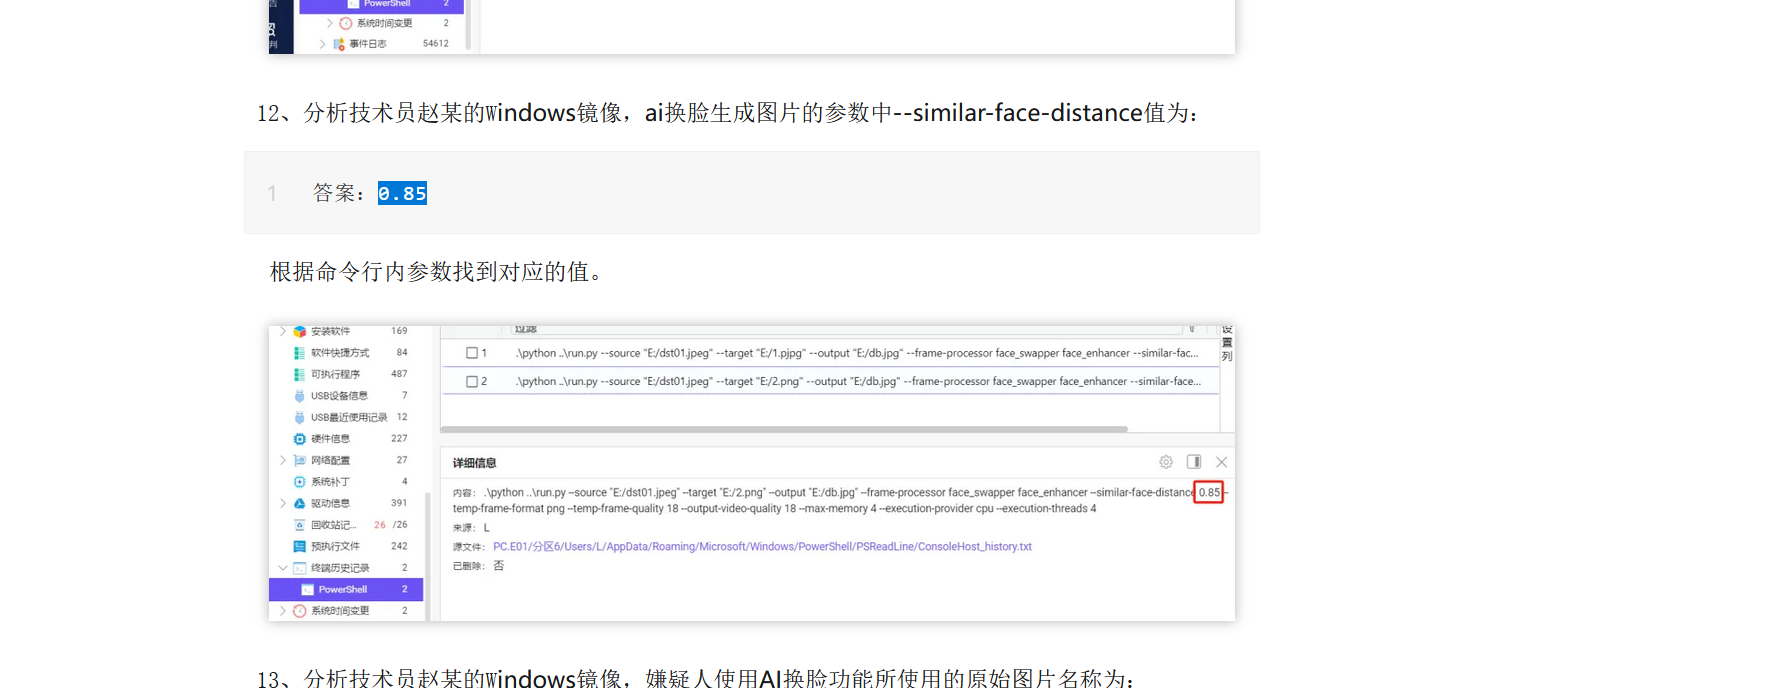 PowerShell 2
系统时间变更 2
事件日志 54612
12、分析技术员赵某的Windows镜像，ai换脸生成图片的参数中--similar-face-distance值为：
1 答案：0.85
根据命令行内参数找到对应的值。
安装软件 169
软件快捷方式 84
可执行程序 487
USB设备信息 7
USB最近使用记录 12
硬件信息 227
网络配置 27
系统补丁 4
驱动信息 391
回收站记... 26 /26
预执行文件 242
终端历史记录 2
PowerShell 2
系统时间变更 2
过滤
设置列
1 .\python ..\run.py --source "E:/dst01.jpeg" --target "E:/1.pjpg" --output "E:/db.jpg" --frame-processor face_swapper face_enhancer --similar-fac...
2 .\python ..\run.py --source "E:/dst01.jpeg" --target "E:/2.png" --output "E:/db.jpg" --frame-processor face_swapper face_enhancer --similar-face...
详细信息
内容： .\python ..\run.py --source "E:/dst01.jpeg" --target "E:/2.png" --output "E:/db.jpg" --frame-processor face_swapper face_enhancer --similar-face-distance 0.85 --
temp-frame-format png --temp-frame-quality 18 --output-video-quality 18 --max-memory 4 --execution-provider cpu --execution-threads 4
来源： L
源文件： PC.E01/分区6/Users/L/AppData/Roaming/Microsoft/Windows/PowerShell/PSReadLine/ConsoleHost_history.txt
已删除： 否
13、分析技术员赵某的Windows镜像，嫌疑人使用AI换脸功能所使用的原始图片名称为：